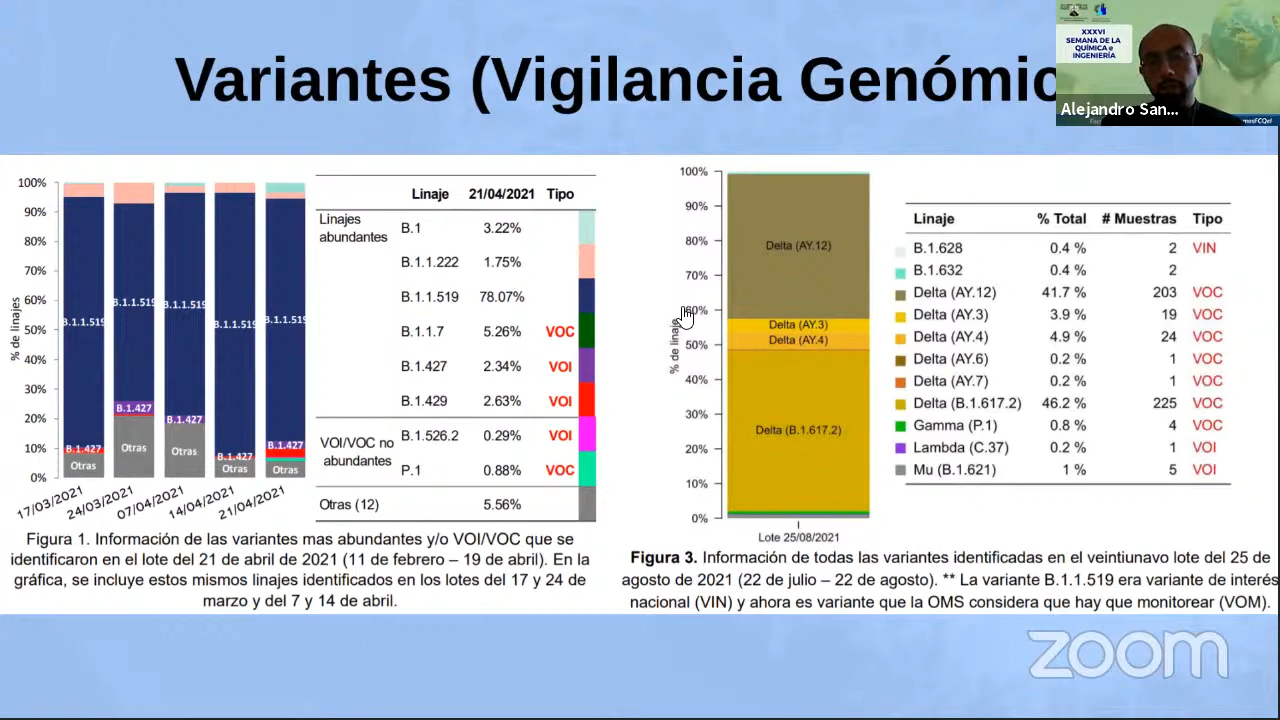 Variantes (Vigilancia Genómic
XXXVI
SEMANA DE LA
QUÍMICA e
INGENIERÍA
Alejandro San...
% de linajes
100%
90%
80%
70%
60%
50%
40%
30%
20%
10%
0%
B.1.1.519
B.1.1.519
B.1.1.519
B.1.1.519
B.1.1.519
B.1.427
B.1.427
B.1.427
B.1.427
B.1.427
Otras
Otras
Otras
Otras
Otras
17/03/2021
24/03/2021
07/04/2021
14/04/2021
21/04/2021
Linaje 21/04/2021 Tipo
Linajes abundantes
B.1 3.22%
B.1.1.222 1.75%
B.1.1.519 78.07%
B.1.1.7 5.26% VOC
B.1.427 2.34% VOI
B.1.429 2.63% VOI
VOI/VOC no abundantes
B.1.526.2 0.29% VOI
P.1 0.88% VOC
Otras (12) 5.56%
Figura 1. Información de las variantes mas abundantes y/o VOI/VOC que se
identificaron en el lote del 21 de abril de 2021 (11 de febrero – 19 de abril). En la
gráfica, se incluye estos mismos linajes identificados en los lotes del 17 y 24 de
marzo y del 7 y 14 de abril.
% de linaje
100%
90%
80%
70%
60%
50%
40%
30%
20%
10%
0%
Delta (AY.12)
Delta (AY.3)
Delta (AY.4)
Delta (B.1.617.2)
Lote 25/08/2021
Linaje % Total # Muestras Tipo
B.1.628 0.4 % 2 VIN
B.1.632 0.4 % 2
Delta (AY.12) 41.7 % 203 VOC
Delta (AY.3) 3.9 % 19 VOC
Delta (AY.4) 4.9 % 24 VOC
Delta (AY.6) 0.2 % 1 VOC
Delta (AY.7) 0.2 % 1 VOC
Delta (B.1.617.2) 46.2 % 225 VOC
Gamma (P.1) 0.8 % 4 VOC
Lambda (C.37) 0.2 % 1 VOI
Mu (B.1.621) 1 % 5 VOI
Figura 3. Información de todas las variantes identificadas en el veintiunavo lote del 25 de
agosto de 2021 (22 de julio – 22 de agosto). ** La variante B.1.1.519 era variante de interés
nacional (VIN) y ahora es variante que la OMS considera que hay que monitorear (VOM).
zoom